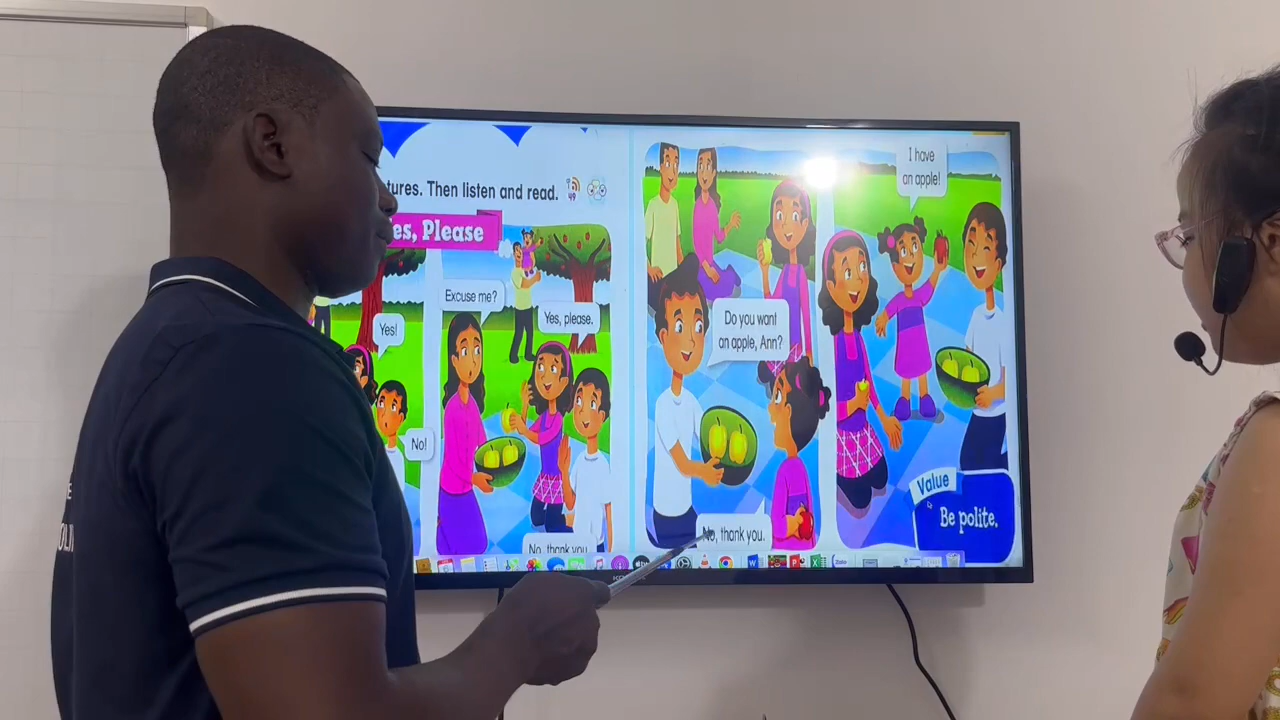 tures. Then listen and read.
es, Please
Yes!
No!
Excuse me?
Yes, please.
No, thank you
Do you want
an apple, Ann?
No, thank you.
I have
an apple!
Value
Be polite.